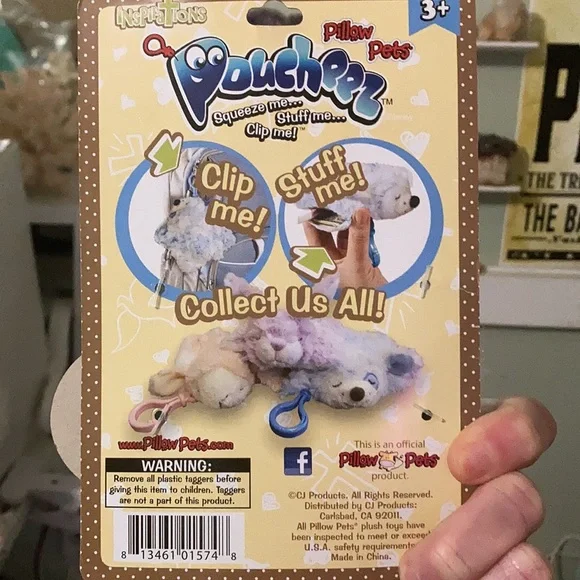 INSPIRATIONS
3+
Pillow
Pets
Poucheez™
Squeeze me...
Stuff me...
Clip me!™
Clip
me!
Stuff
me!
Collect Us All!
www.PillowPets.com
WARNING:
Remove all plastic taggers before
giving this item to children. Taggers
are not a part of this product.
8 13461 01574 8
f
This is an official
Pillow Pets
product.
©CJ Products. All Rights Reserved.
Distributed by CJ Products:
Carlsbad, CA 92011.
All Pillow Pets® plush toys have
been inspected to meet or exceed
U.S.A. safety requirements
Made in China.
P
THE TR
THE BA